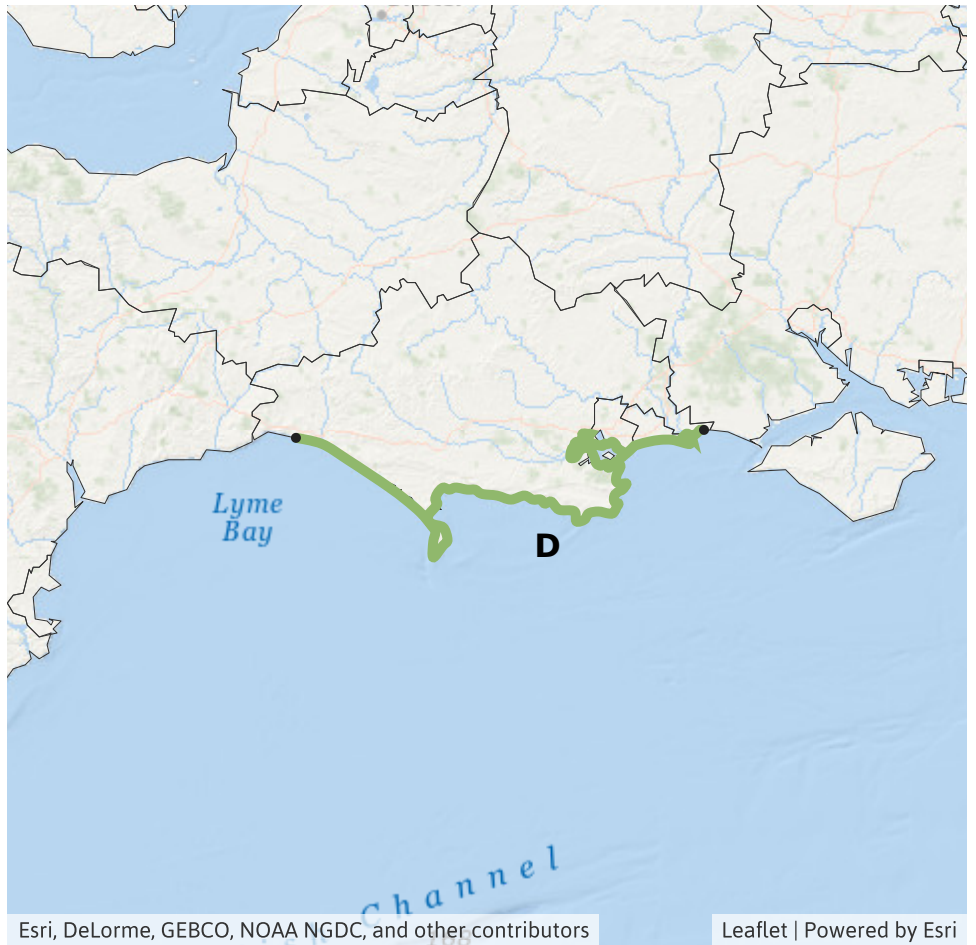 Lyme
Bay
D
Channel
Esri, DeLorme, GEBCO, NOAA NGDC, and other contributors
Leaflet | Powered by Esri